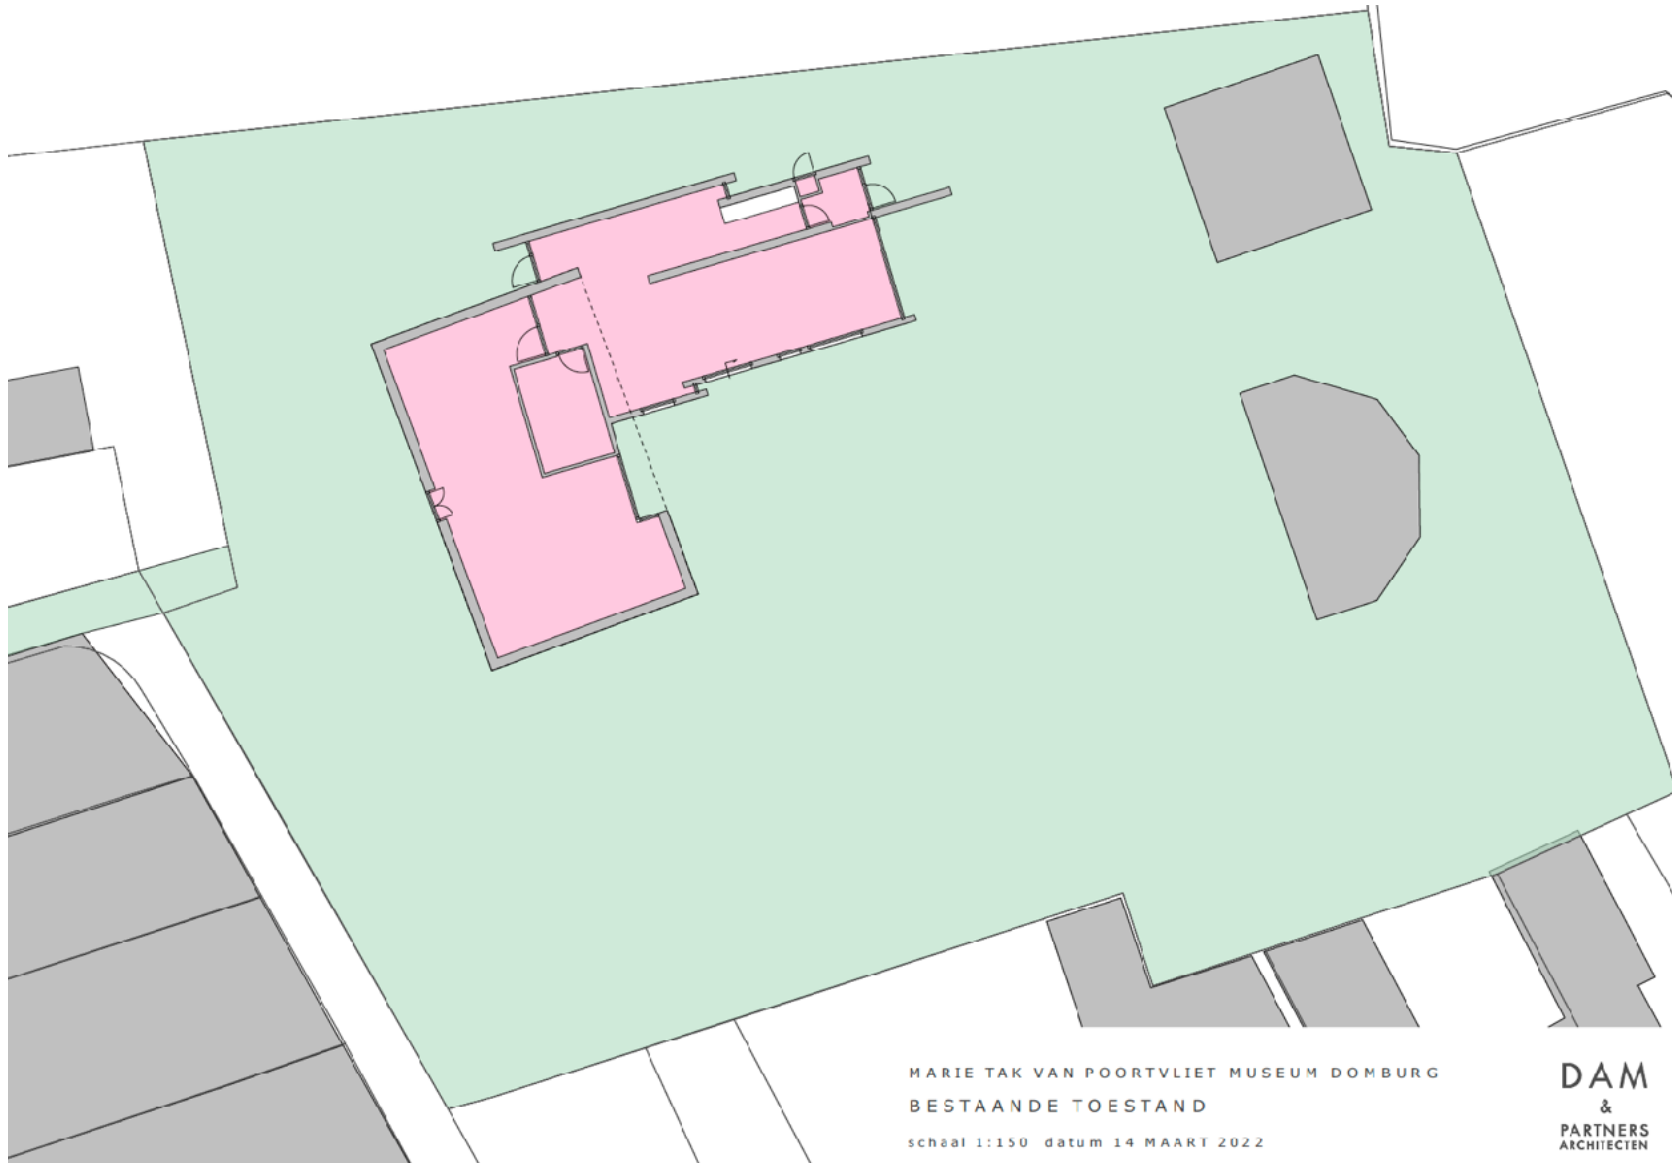 MARIE TAK VAN POORTVLIET MUSEUM DOMBURG
BESTAANDE TOESTAND
schaal 1:150 datum 14 MAART 2022
DAM
&
PARTNERS
ARCHITECTEN